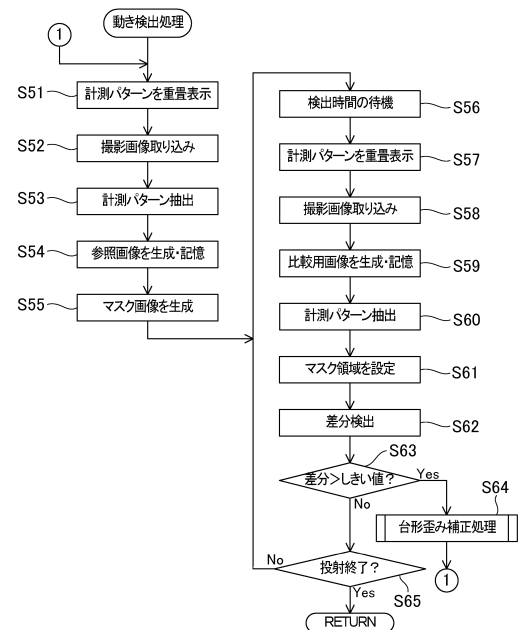 動き検出処理
1
S51
計測パターンを重畳表示
S52
撮影画像取り込み
S53
計測パターン抽出
S54
参照画像を生成・記憶
S55
マスク画像を生成
検出時間の待機
S56
計測パターンを重畳表示
S57
撮影画像取り込み
S58
比較用画像を生成・記憶
S59
計測パターン抽出
S60
マスク領域を設定
S61
差分検出
S62
S63
差分>しきい値?
Yes
No
S64
台形歪み補正処理
1
No
投射終了?
Yes
S65
RETURN